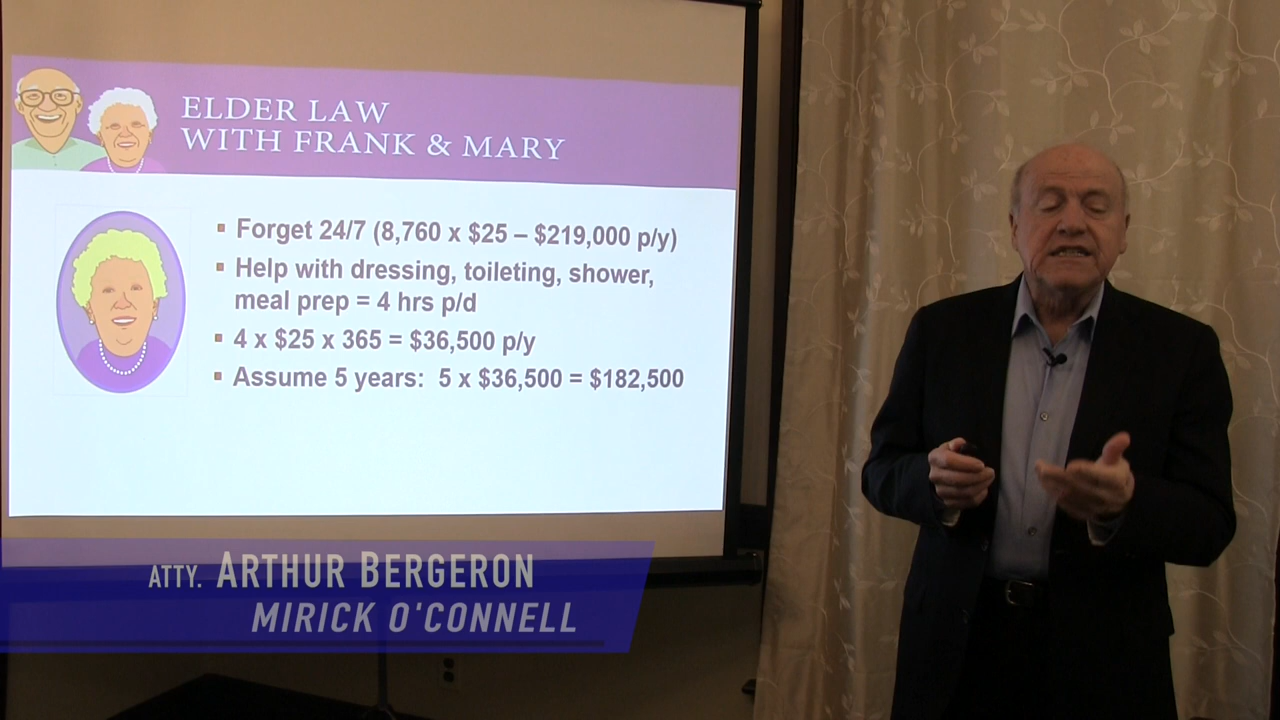 ELDER LAW
WITH FRANK & MARY
Forget 24/7 (8,760 x $25 – $219,000 p/y)
Help with dressing, toileting, shower,
meal prep = 4 hrs p/d
4 x $25 x 365 = $36,500 p/y
Assume 5 years: 5 x $36,500 = $182,500
ATTY. ARTHUR BERGERON
MIRICK O'CONNELL